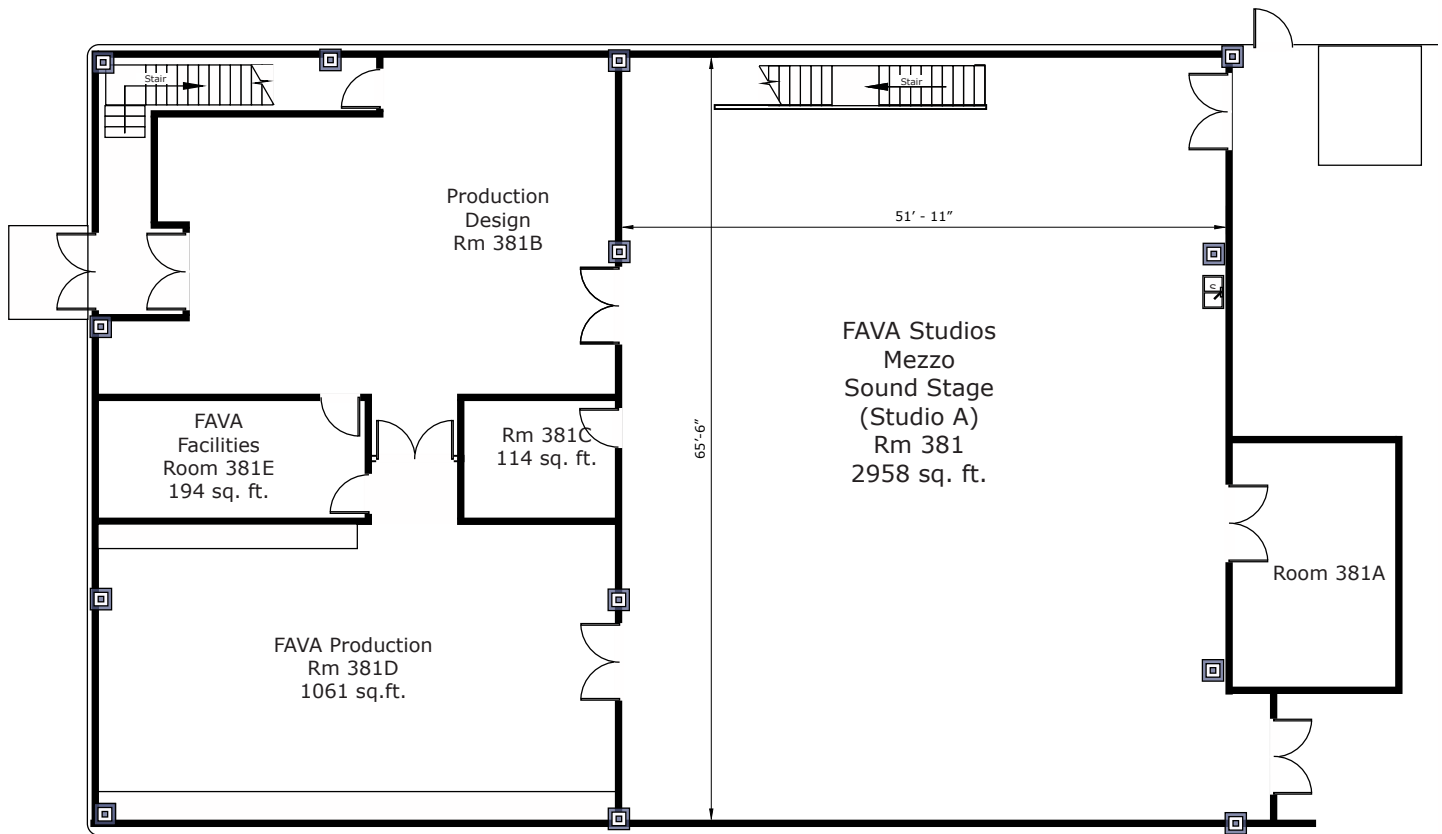 Stair
Stair
Production
Design
Rm 381B
51' - 11”
S
FAVA Studios
Mezzo
Sound Stage
(Studio A)
Rm 381
2958 sq. ft.
65’-6”
FAVA
Facilities
Room 381E
194 sq. ft.
Rm 381C
114 sq. ft.
Room 381A
FAVA Production
Rm 381D
1061 sq.ft.